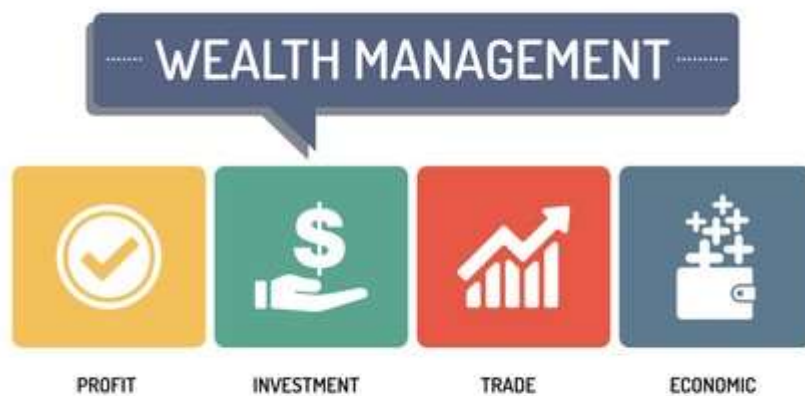 WEALTH MANAGEMENT
PROFIT
INVESTMENT
TRADE
ECONOMIC